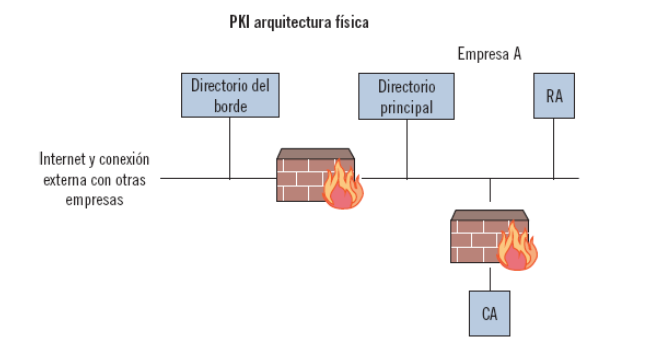 PKI arquitectura física
Empresa A
Directorio del
borde
Directorio
principal
RA
Internet y conexión
externa con otras
empresas
CA